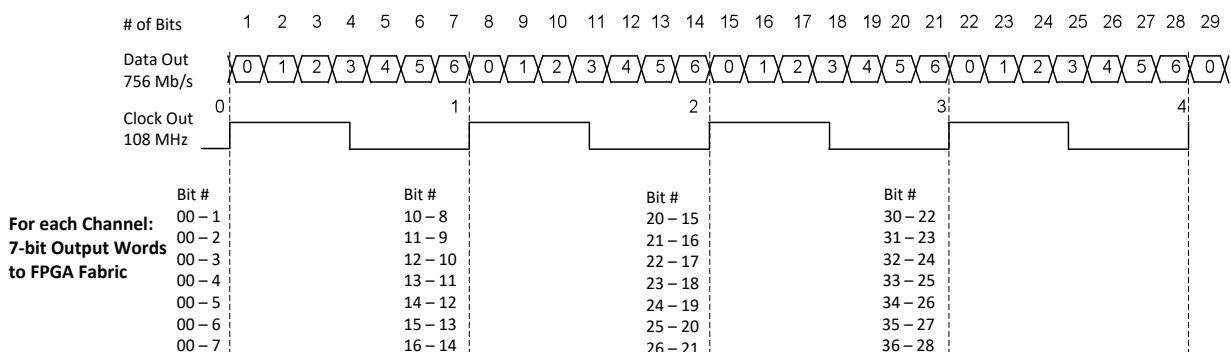 # of Bits 1 2 3 4 5 6 7 8 9 10 11 12 13 14 15 16 17 18 19 20 21 22 23 24 25 26 27 28 29
Data Out 0 1 2 3 4 5 6 0 1 2 3 4 5 6 0 1 2 3 4 5 6 0 1 2 3 4 5 6 0
756 Mb/s
0 1 2 3 4
Clock Out
108 MHz
For each Channel:
7-bit Output Words
to FPGA Fabric
Bit # Bit # Bit # Bit #
00 – 1 10 – 8 20 – 15 30 – 22
00 – 2 11 – 9 21 – 16 31 – 23
00 – 3 12 – 10 22 – 17 32 – 24
00 – 4 13 – 11 23 – 18 33 – 25
00 – 5 14 – 12 24 – 19 34 – 26
00 – 6 15 – 13 25 – 20 35 – 27
00 – 7 16 – 14 26 – 21 36 – 28